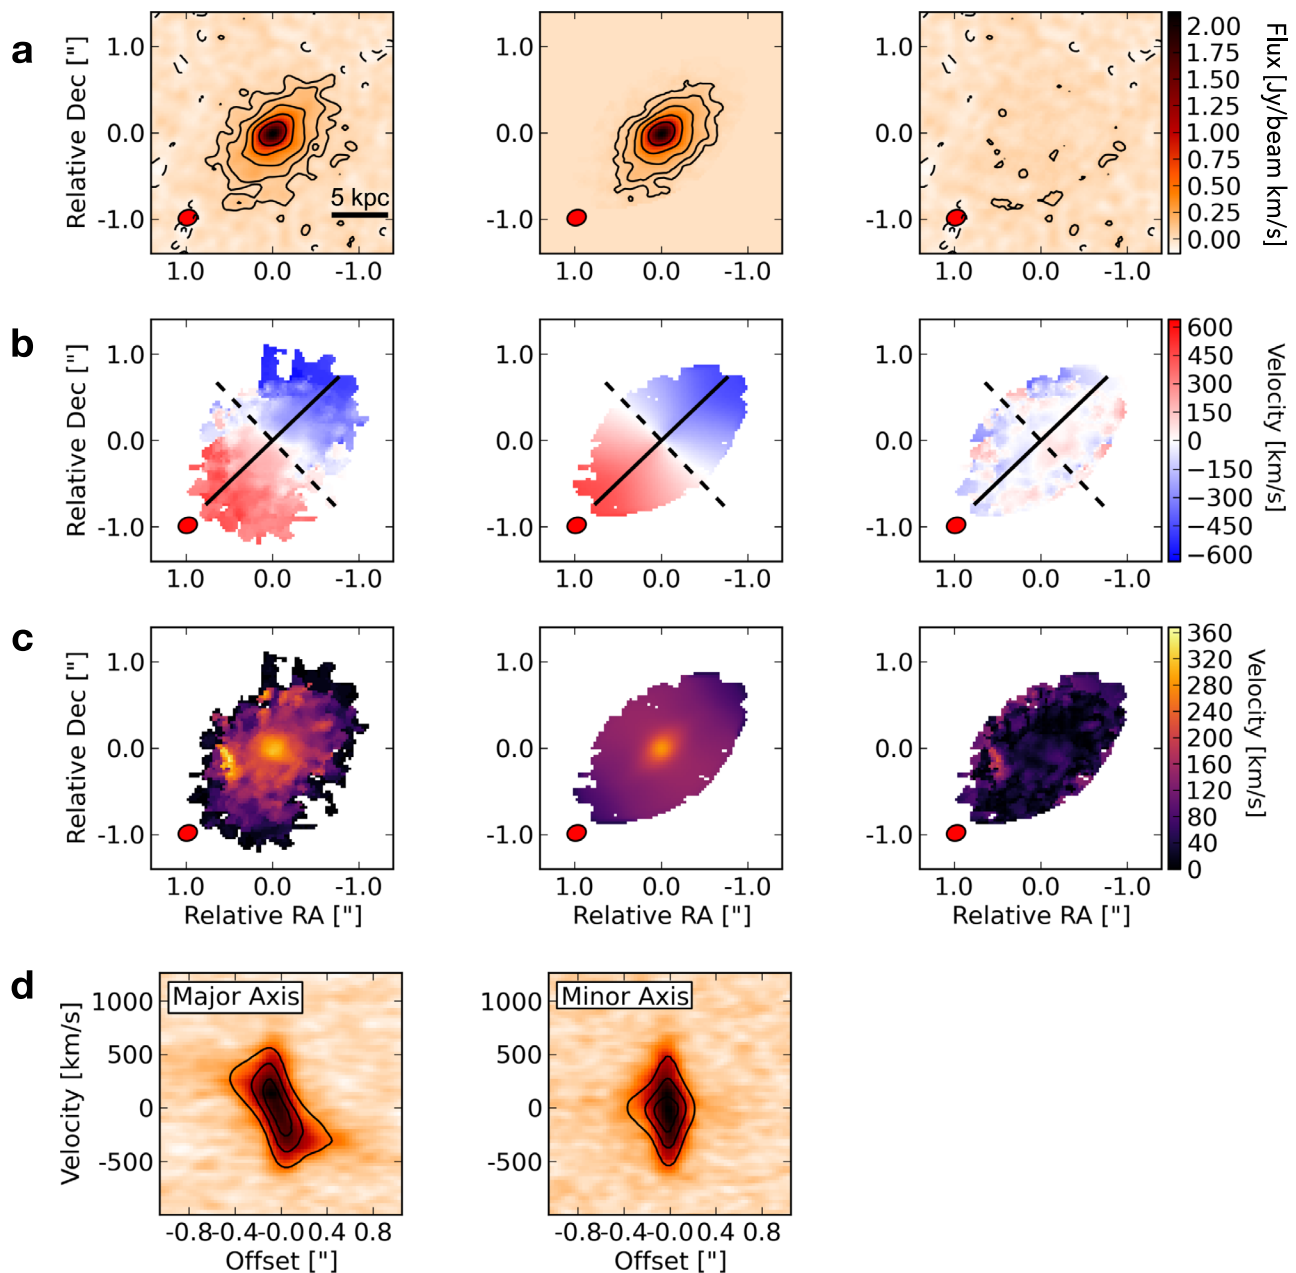 a
Relative Dec ["]
1.0
0.0
-1.0
5 kpc
1.0 0.0 -1.0
1.0
0.0
-1.0
1.0 0.0 -1.0
1.0
0.0
-1.0
1.0 0.0 -1.0
2.00
1.75
1.50
1.25
1.00
0.75
0.50
0.25
0.00
Flux [Jy/beam km/s]
b
Relative Dec ["]
1.0
0.0
-1.0
1.0 0.0 -1.0
1.0
0.0
-1.0
1.0 0.0 -1.0
1.0
0.0
-1.0
1.0 0.0 -1.0
600
450
300
150
0
−150
−300
−450
−600
Velocity [km/s]
c
Relative Dec ["]
1.0
0.0
-1.0
1.0 0.0 -1.0
Relative RA ["]
1.0
0.0
-1.0
1.0 0.0 -1.0
Relative RA ["]
1.0
0.0
-1.0
1.0 0.0 -1.0
Relative RA ["]
360
320
280
240
200
160
120
80
40
0
Velocity [km/s]
d
Velocity [km/s]
Major Axis
1000
500
0
-500
-0.8-0.4-0.00.4 0.8
Offset ["]
Minor Axis
1000
500
0
-500
-0.8-0.4-0.00.4 0.8
Offset ["]